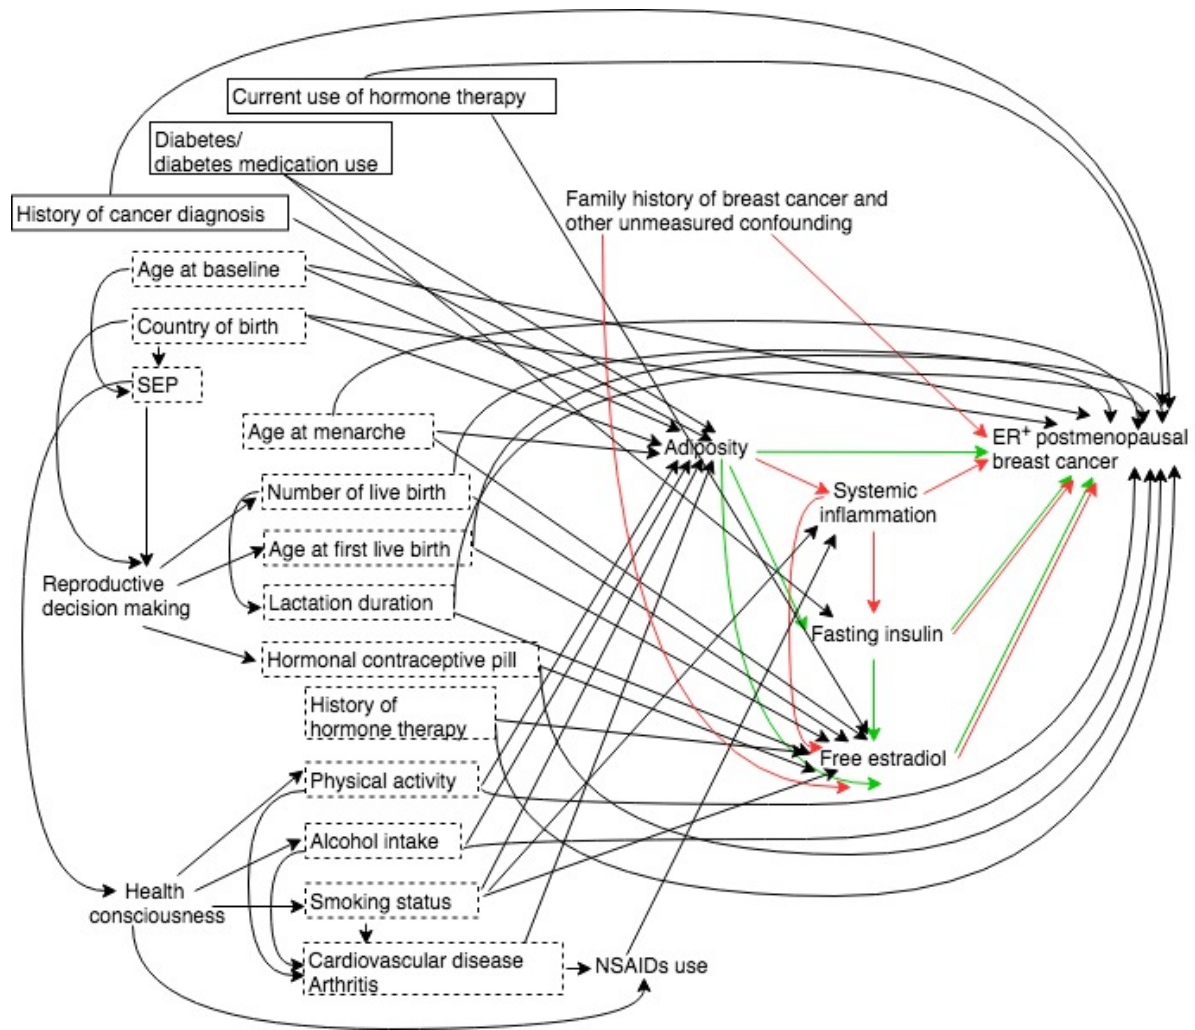 Current use of hormone therapy
Diabetes/
diabetes medication use
History of cancer diagnosis
Family history of breast cancer and
other unmeasured confounding
Age at baseline
Country of birth
SEP
Age at menarche
Adiposity
ER⁺ postmenopausal
breast cancer
Number of live birth
Systemic
inflammation
Age at first live birth
Reproductive
decision making
Lactation duration
Fasting insulin
Hormonal contraceptive pill
History of
hormone therapy
Free estradiol
Physical activity
Alcohol intake
Health
consciousness
Smoking status
Cardiovascular disease
Arthritis
NSAIDs use